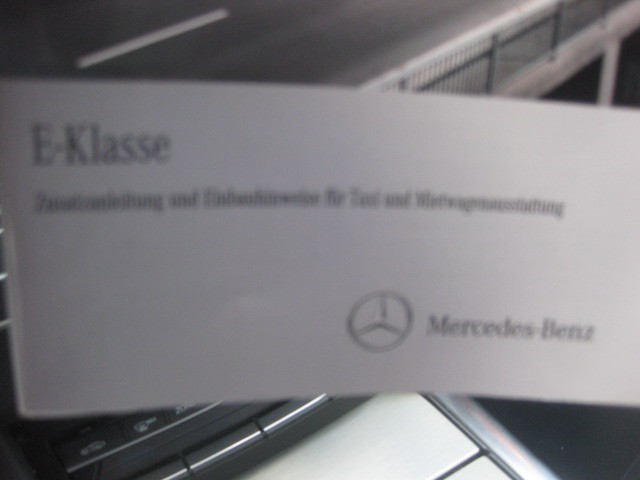 E-Klasse
Zusatzanleitung und Einbauhinweise für Taxi und Mietwagenausstattung
Mercedes-Benz